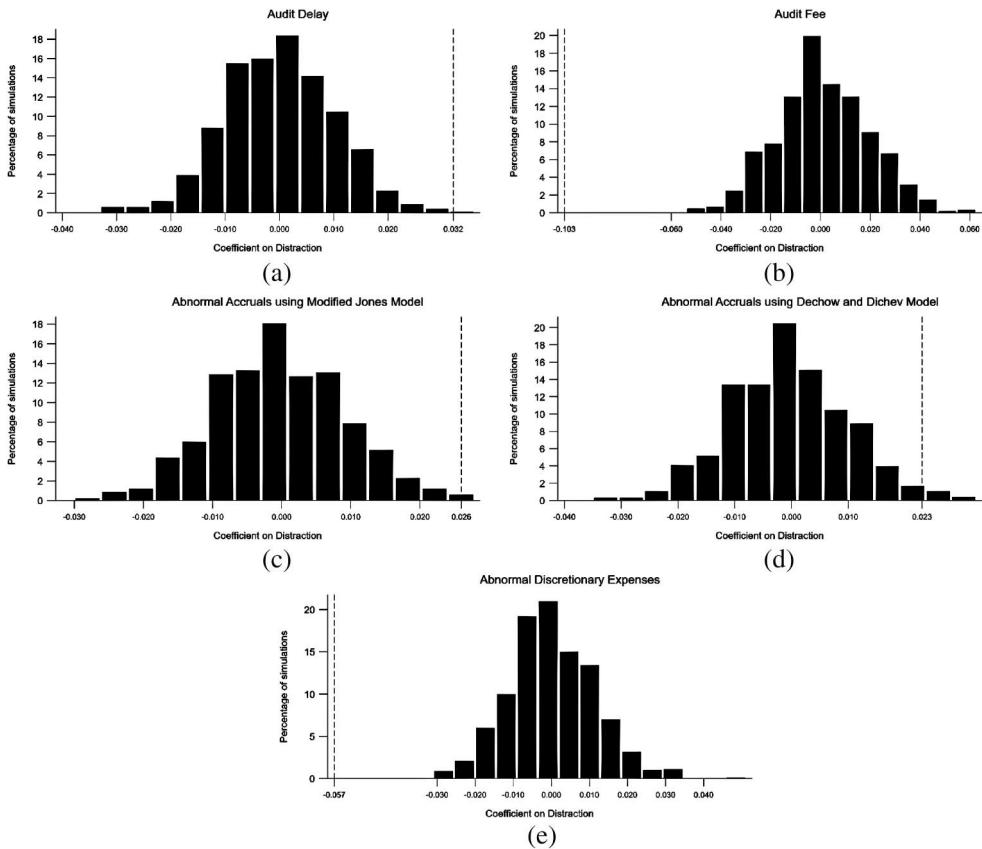 Audit Delay
Percentage of simulations
18
16
14
12
10
8
6
4
2
0
-0.040 -0.030 -0.020 -0.010 0.000 0.010 0.020 0.032
Coefficient on Distraction
(a)
Audit Fee
Percentage of simulations
20
18
16
14
12
10
8
6
4
2
0
-0.103 -0.060 -0.040 -0.020 0.000 0.020 0.040 0.060
Coefficient on Distraction
(b)
Abnormal Accruals using Modified Jones Model
Percentage of simulations
18
16
14
12
10
8
6
4
2
0
-0.030 -0.020 -0.010 0.000 0.010 0.020 0.026
Coefficient on Distraction
(c)
Abnormal Accruals using Dechow and Dichev Model
Percentage of simulations
20
18
16
14
12
10
8
6
4
2
0
-0.040 -0.030 -0.020 -0.010 0.000 0.010 0.023
Coefficient on Distraction
(d)
Abnormal Discretionary Expenses
Percentage of simulations
20
15
10
5
0
-0.057 -0.030 -0.020 -0.010 0.000 0.010 0.020 0.030 0.040
Coefficient on Distraction
(e)